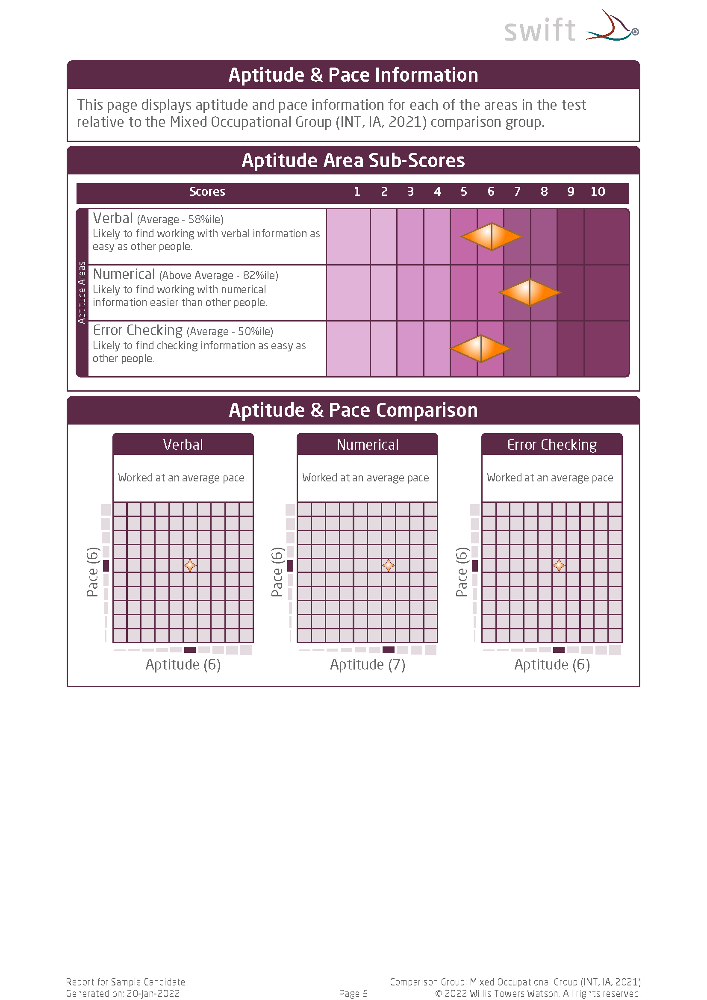 swift
Aptitude & Pace Information
This page displays aptitude and pace information for each of the areas in the test
relative to the Mixed Occupational Group (INT, IA, 2021) comparison group.
Aptitude Area Sub-Scores
Scores 1 2 3 4 5 6 7 8 9 10
Aptitude Areas
Verbal (Average - 58%ile)
Likely to find working with verbal information as
easy as other people.
Numerical (Above Average - 82%ile)
Likely to find working with numerical
information easier than other people.
Error Checking (Average - 50%ile)
Likely to find checking information as easy as
other people.
Aptitude & Pace Comparison
Verbal
Worked at an average pace
Pace (6)
Aptitude (6)
Numerical
Worked at an average pace
Pace (6)
Aptitude (7)
Error Checking
Worked at an average pace
Pace (6)
Aptitude (6)
Report for Sample Candidate
Generated on: 20-Jan-2022
Page 5
Comparison Group: Mixed Occupational Group (INT, IA, 2021)
© 2022 Willis Towers Watson. All rights reserved.